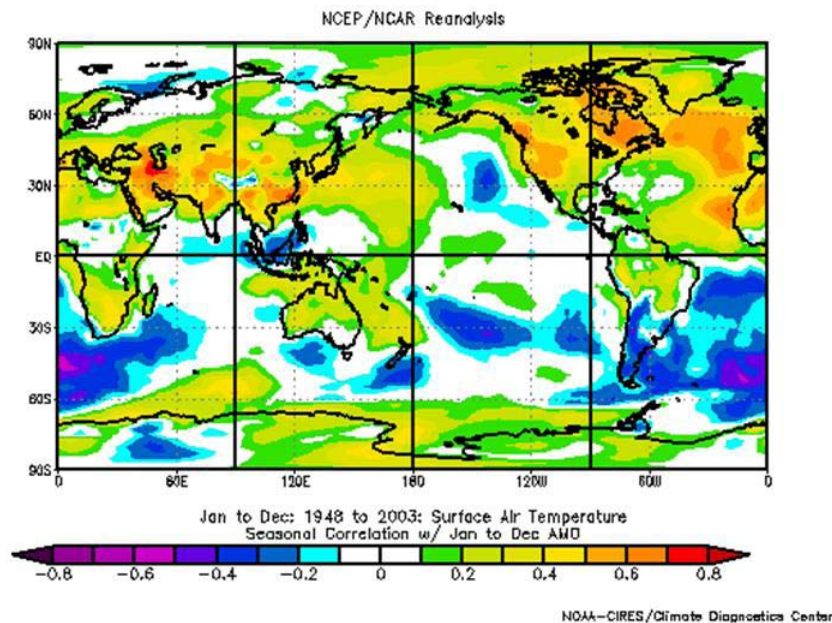 NCEP/NCAR Reanalysis
90N
60N
30N
EQ
30S
60S
90S
0 60E 120E 180 120W 60W 0
Jan to Dec: 1948 to 2003: Surface Air Temperature
Seasonal Correlation w/ Jan to Dec AMO
-0.8 -0.6 -0.4 -0.2 0 0.2 0.4 0.6 0.8
NOAA-CIRES/Climate Diagnostics Center